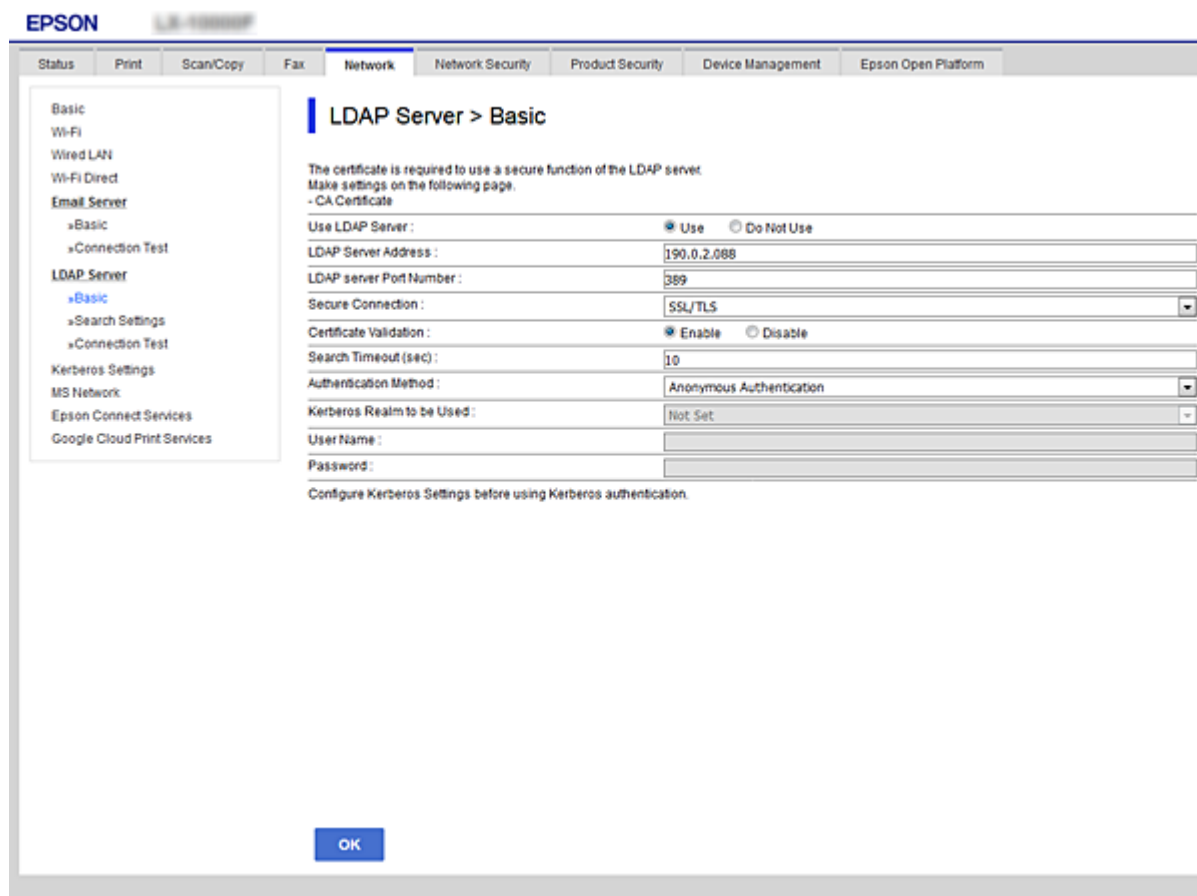 EPSON
Status Print Scan/Copy Fax Network Network Security Product Security Device Management Epson Open Platform
Basic
Wi-Fi
Wired LAN
Wi-Fi Direct
Email Server
»Basic
»Connection Test
LDAP Server
»Basic
»Search Settings
»Connection Test
Kerberos Settings
MS Network
Epson Connect Services
Google Cloud Print Services
LDAP Server > Basic
The certificate is required to use a secure function of the LDAP server.
Make settings on the following page.
- CA Certificate
Use LDAP Server : Use Do Not Use
LDAP Server Address : 190.0.2.088
LDAP server Port Number : 389
Secure Connection : SSL/TLS
Certificate Validation : Enable Disable
Search Timeout (sec) : 10
Authentication Method : Anonymous Authentication
Kerberos Realm to be Used : Not Set
User Name :
Password :
Configure Kerberos Settings before using Kerberos authentication.
OK